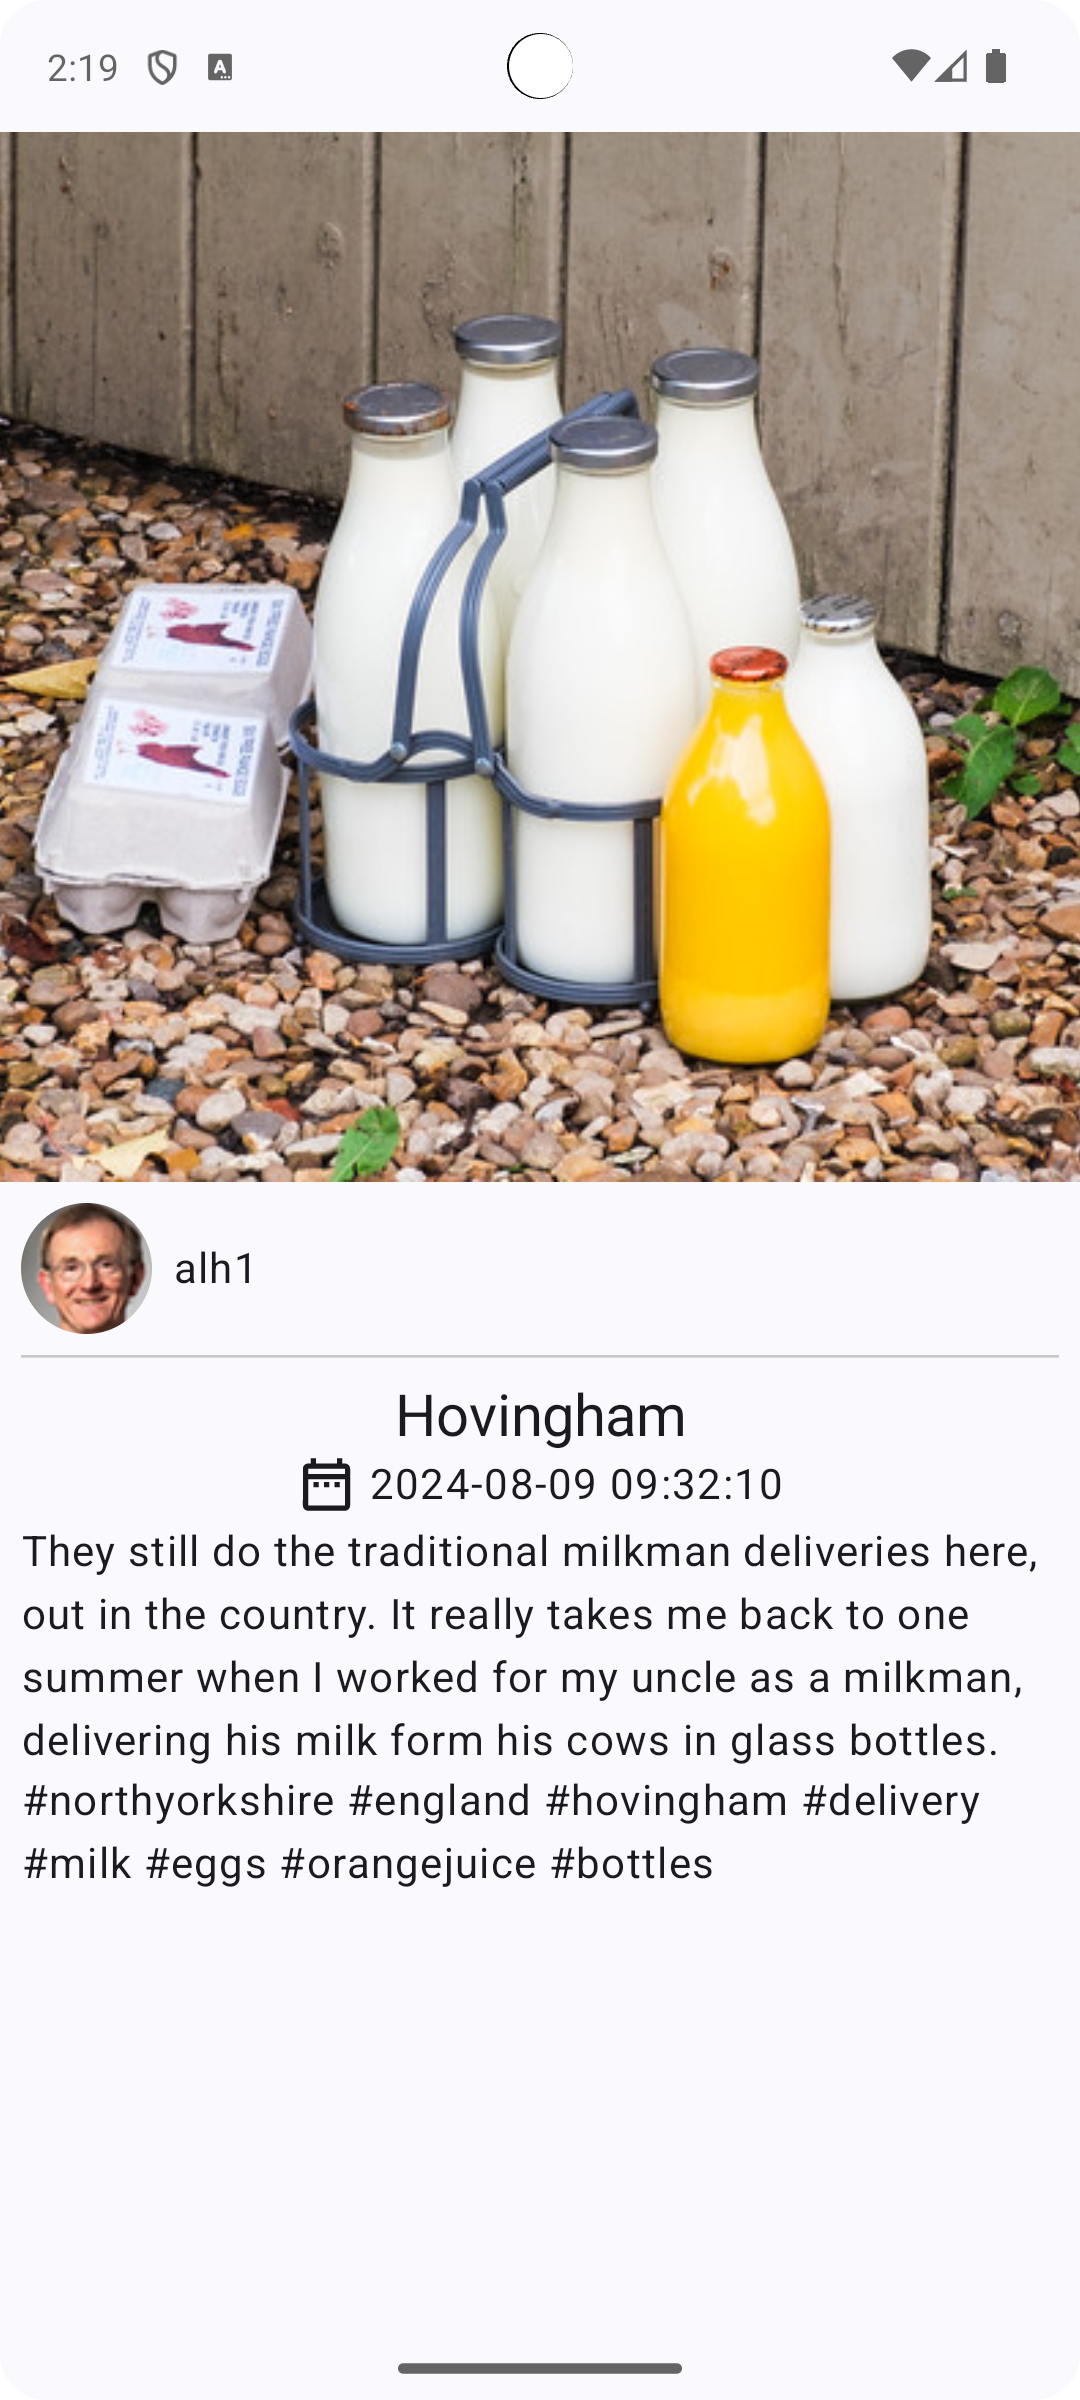 2:19
alh1
Hovingham
2024-08-09 09:32:10
They still do the traditional milkman deliveries here,
out in the country. It really takes me back to one
summer when I worked for my uncle as a milkman,
delivering his milk form his cows in glass bottles.
#northyorkshire #england #hovingham #delivery
#milk #eggs #orangejuice #bottles